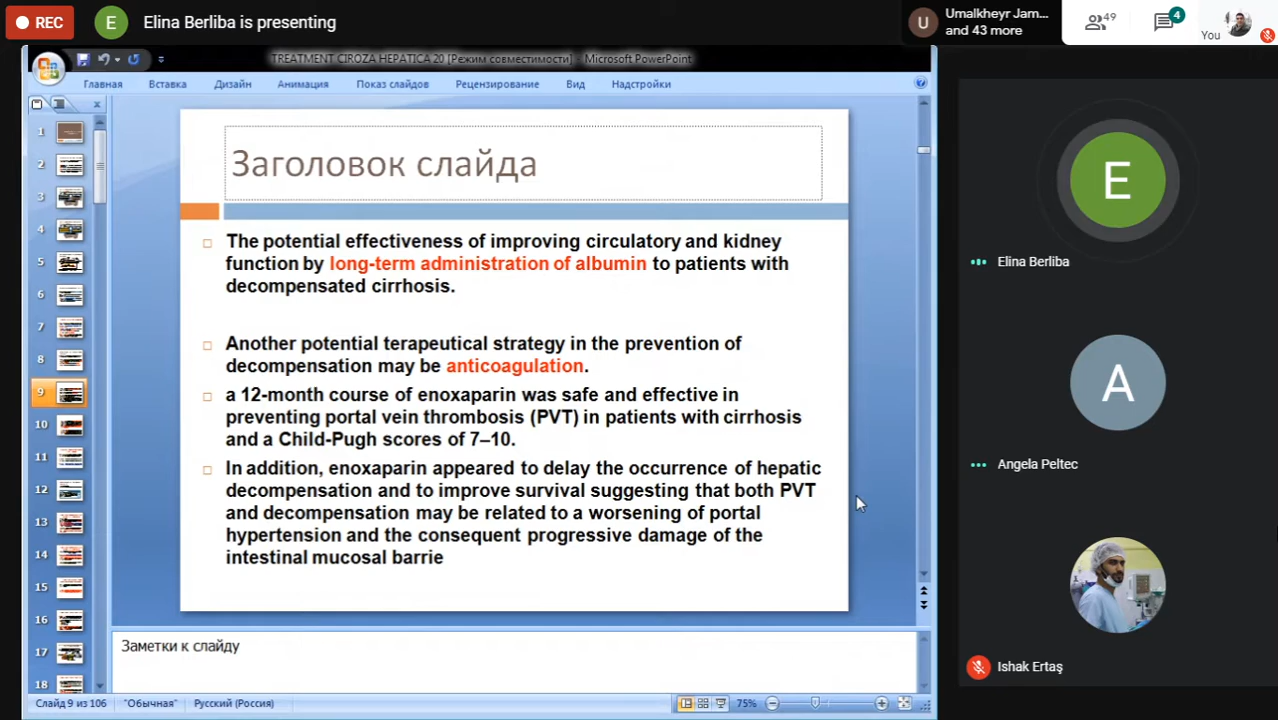 REC
E
Elina Berliba is presenting
U
Umalkheyr Jam...
and 43 more
49
4
You
TREATMENT CIROZA HEPATICA 20 [Режим совместимости] - Microsoft PowerPoint
Главная
Вставка
Дизайн
Анимация
Показ слайдов
Рецензирование
Вид
Надстройки
1
2
3
4
5
6
7
8
9
10
11
12
13
14
15
16
17
18
Заголовок слайда
The potential effectiveness of improving circulatory and kidney
function by long-term administration of albumin to patients with
decompensated cirrhosis.
Another potential terapeutical strategy in the prevention of
decompensation may be anticoagulation.
a 12-month course of enoxaparin was safe and effective in
preventing portal vein thrombosis (PVT) in patients with cirrhosis
and a Child-Pugh scores of 7–10.
In addition, enoxaparin appeared to delay the occurrence of hepatic
decompensation and to improve survival suggesting that both PVT
and decompensation may be related to a worsening of portal
hypertension and the consequent progressive damage of the
intestinal mucosal barrie
Заметки к слайду
Слайд 9 из 106
"Обычная"
Русский (Россия)
75%
E
Elina Berliba
A
Angela Peltec
Ishak Ertaş